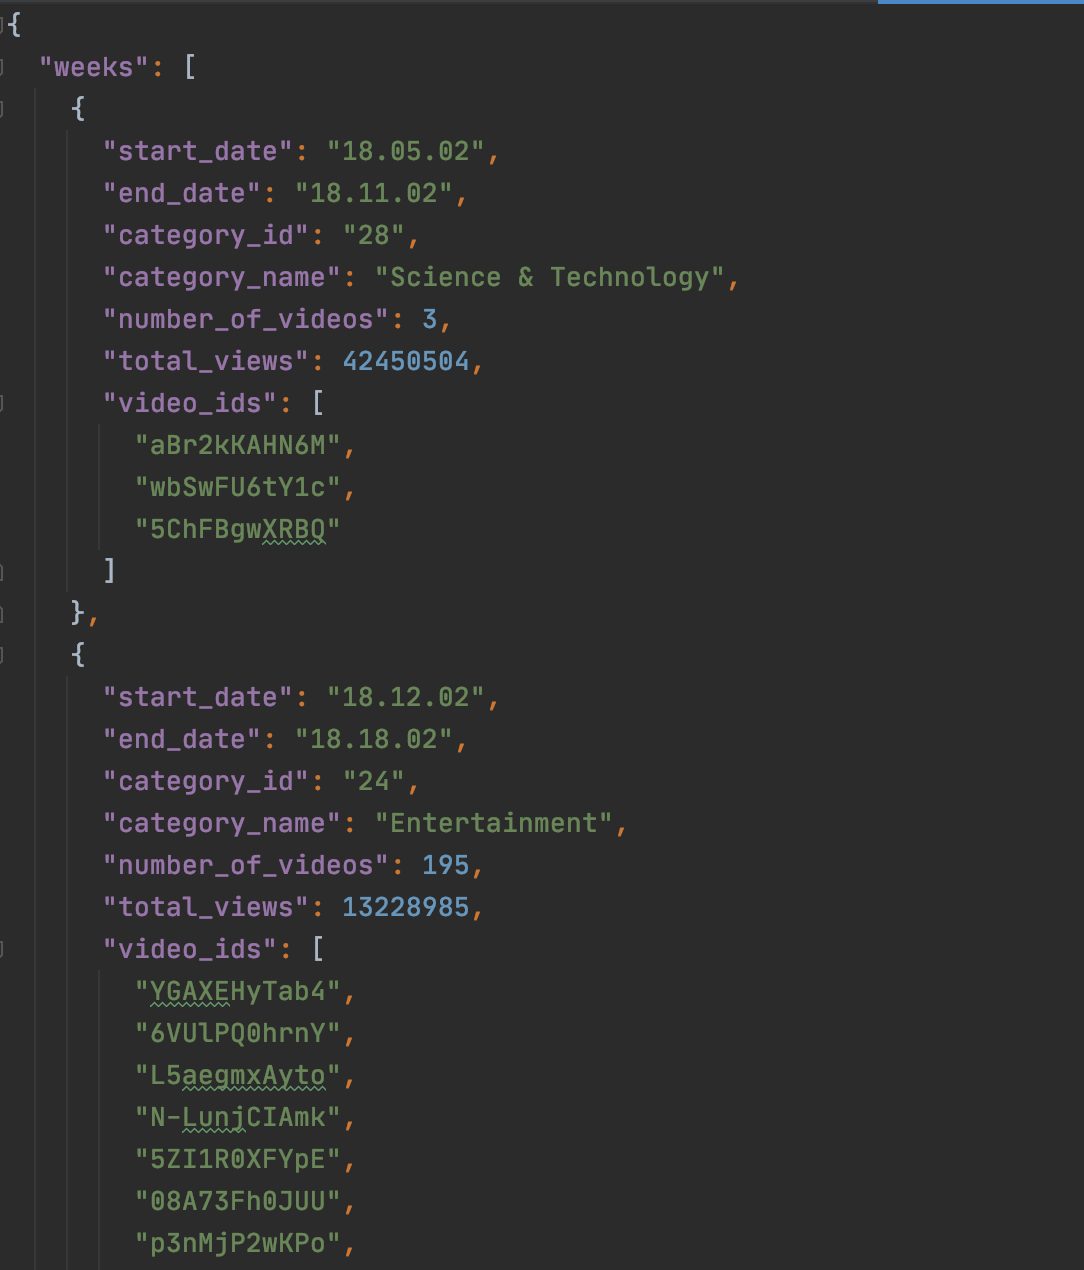 {
"weeks": [
{
"start_date": "18.05.02",
"end_date": "18.11.02",
"category_id": "28",
"category_name": "Science & Technology",
"number_of_videos": 3,
"total_views": 42450504,
"video_ids": [
"aBr2kKAHN6M",
"wbSwFU6tY1c",
"5ChFBgwXRBQ"
]
},
{
"start_date": "18.12.02",
"end_date": "18.18.02",
"category_id": "24",
"category_name": "Entertainment",
"number_of_videos": 195,
"total_views": 13228985,
"video_ids": [
"YGAXEHyTab4",
"6VUlPQ0hrnY",
"L5aegmxAyto",
"N-LunjCIAmk",
"5ZI1R0XFYpE",
"08A73Fh0JUU",
"p3nMjP2wKPo",